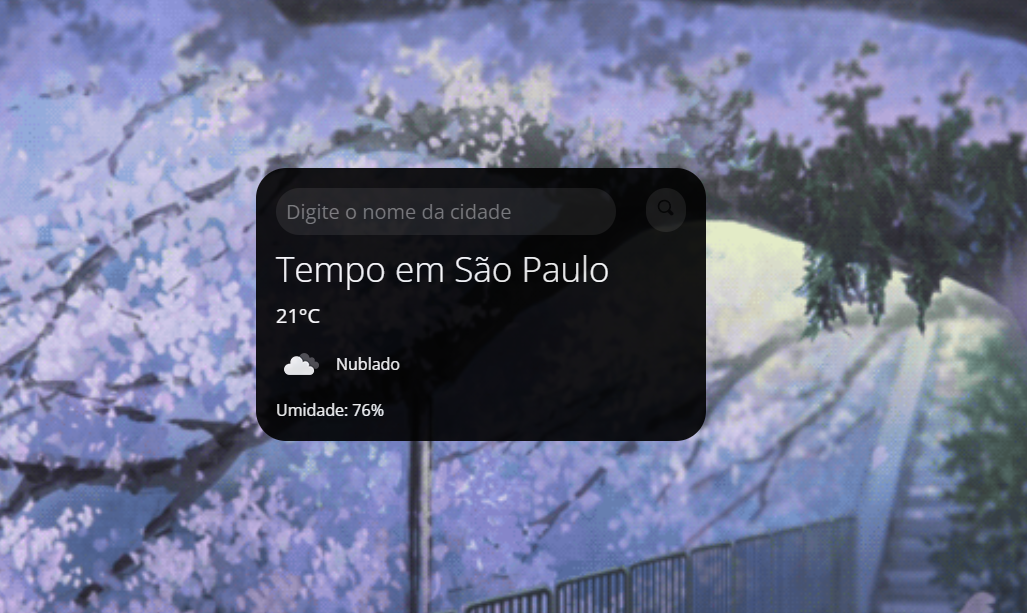 Digite o nome da cidade
Tempo em São Paulo
21°C
Nublado
Umidade: 76%